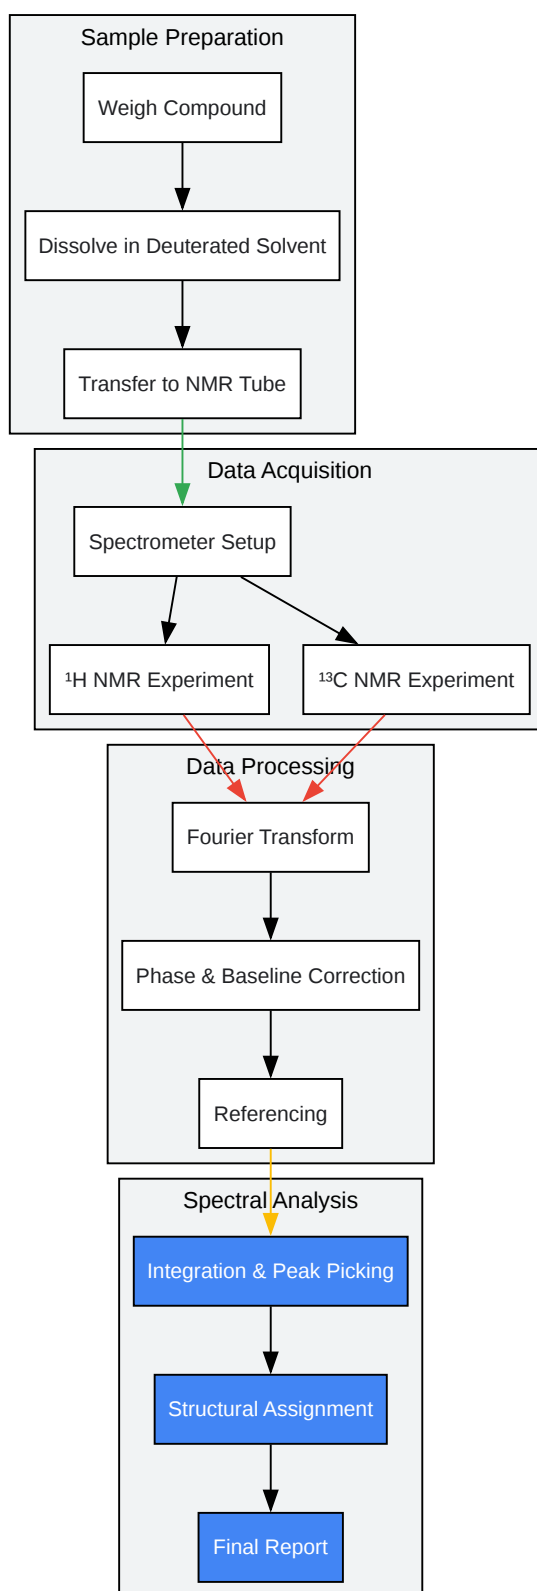 Sample Preparation
Weigh Compound
Dissolve in Deuterated Solvent
Transfer to NMR Tube
Data Acquisition
Spectrometer Setup
¹H NMR Experiment
¹³C NMR Experiment
Data Processing
Fourier Transform
Phase & Baseline Correction
Referencing
Spectral Analysis
Integration & Peak Picking
Structural Assignment
Final Report